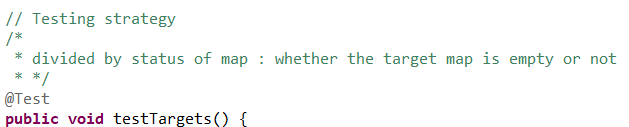 // Testing strategy
/*
 * divided by status of map : whether the target map is empty or not
 * */
@Test
public void testTargets() {